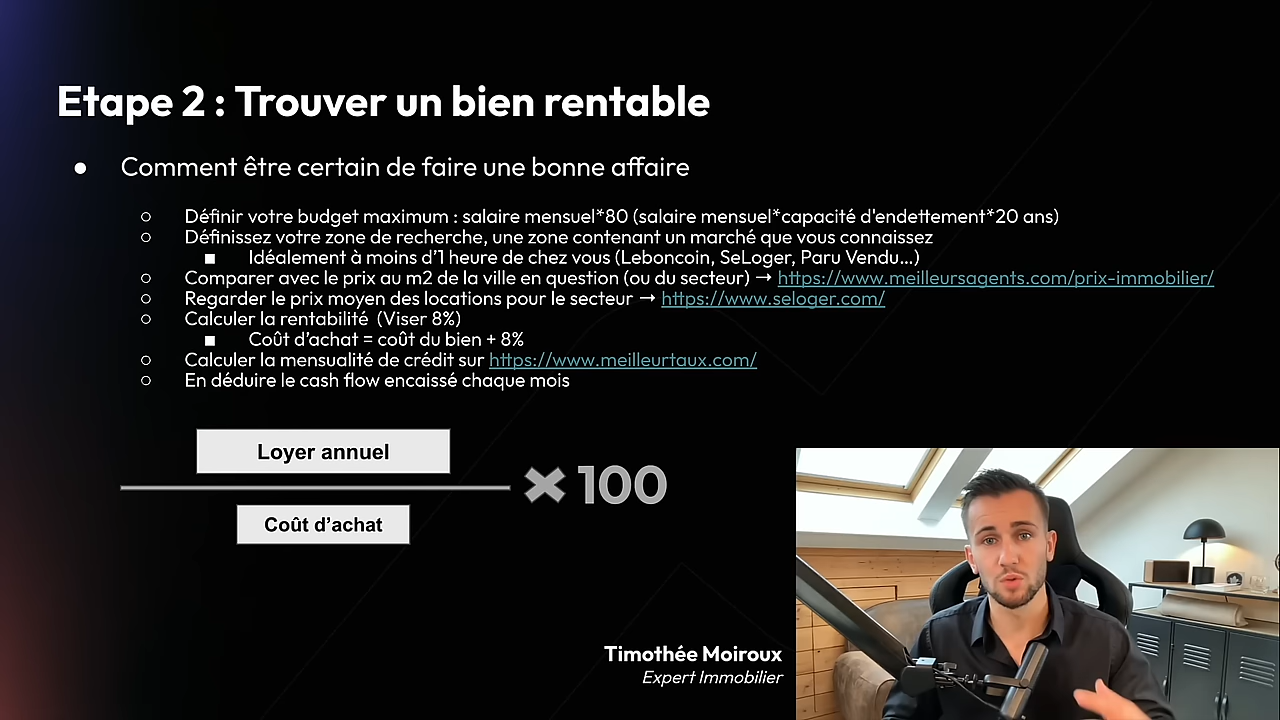 Etape 2 : Trouver un bien rentable
● Comment être certain de faire une bonne affaire
○ Définir votre budget maximum : salaire mensuel*80 (salaire mensuel*capacité d'endettement*20 ans)
○ Définissez votre zone de recherche, une zone contenant un marché que vous connaissez
■ Idéalement à moins d'1 heure de chez vous (Leboncoin, SeLoger, Paru Vendu...)
○ Comparer avec le prix au m2 de la ville en question (ou du secteur) → https://www.meilleursagents.com/prix-immobilier/
○ Regarder le prix moyen des locations pour le secteur → https://www.seloger.com/
○ Calculer la rentabilité (Viser 8%)
■ Coût d'achat = coût du bien + 8%
○ Calculer la mensualité de crédit sur https://www.meilleurtaux.com/
○ En déduire le cash flow encaissé chaque mois
Loyer annuel
× 100
Coût d'achat
Timothée Moiroux
Expert Immobilier